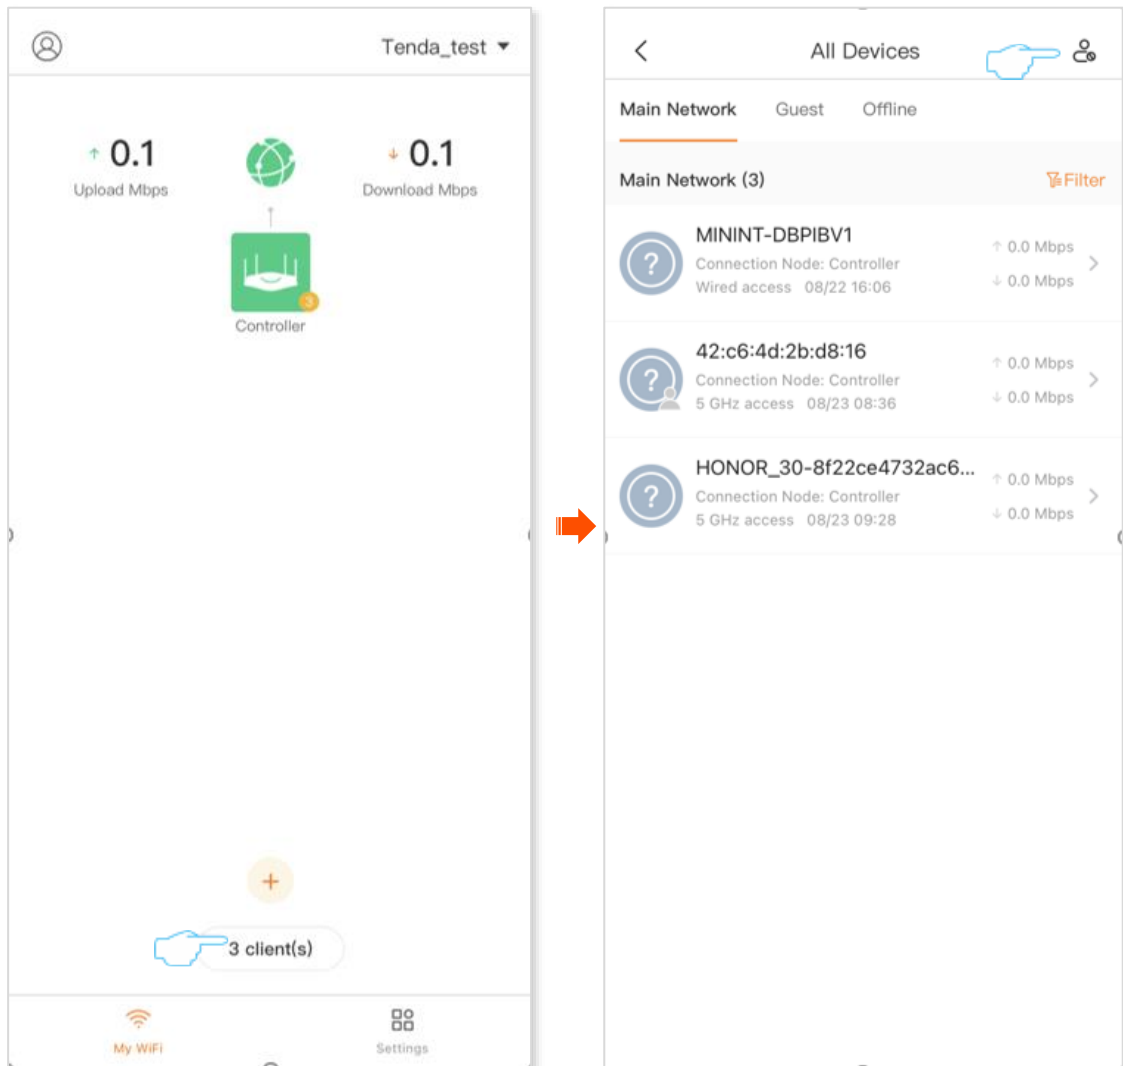 Tenda_test
0.1
Upload Mbps
0.1
Download Mbps
3
Controller
3 client(s)
My WiFi
Settings
All Devices
Main Network Guest Offline
Main Network (3) Filter
?
MININT-DBPIBV1
Connection Node: Controller
Wired access 08/22 16:06
↑ 0.0 Mbps
↓ 0.0 Mbps
?
42:c6:4d:2b:d8:16
Connection Node: Controller
5 GHz access 08/23 08:36
↑ 0.0 Mbps
↓ 0.0 Mbps
?
HONOR_30-8f22ce4732ac6...
Connection Node: Controller
5 GHz access 08/23 09:28
↑ 0.0 Mbps
↓ 0.0 Mbps